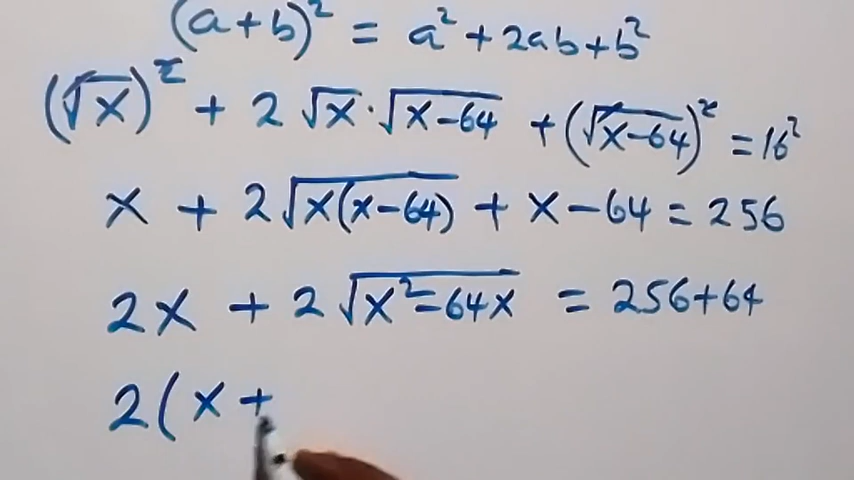 (a+b)² = a² + 2ab + b²
(√x)² + 2 √x · √x-64 + (√x-64)² = 16²
x + 2√x(x-64) + x - 64 = 256
2x + 2 √x²-64x = 256+64
2(x +